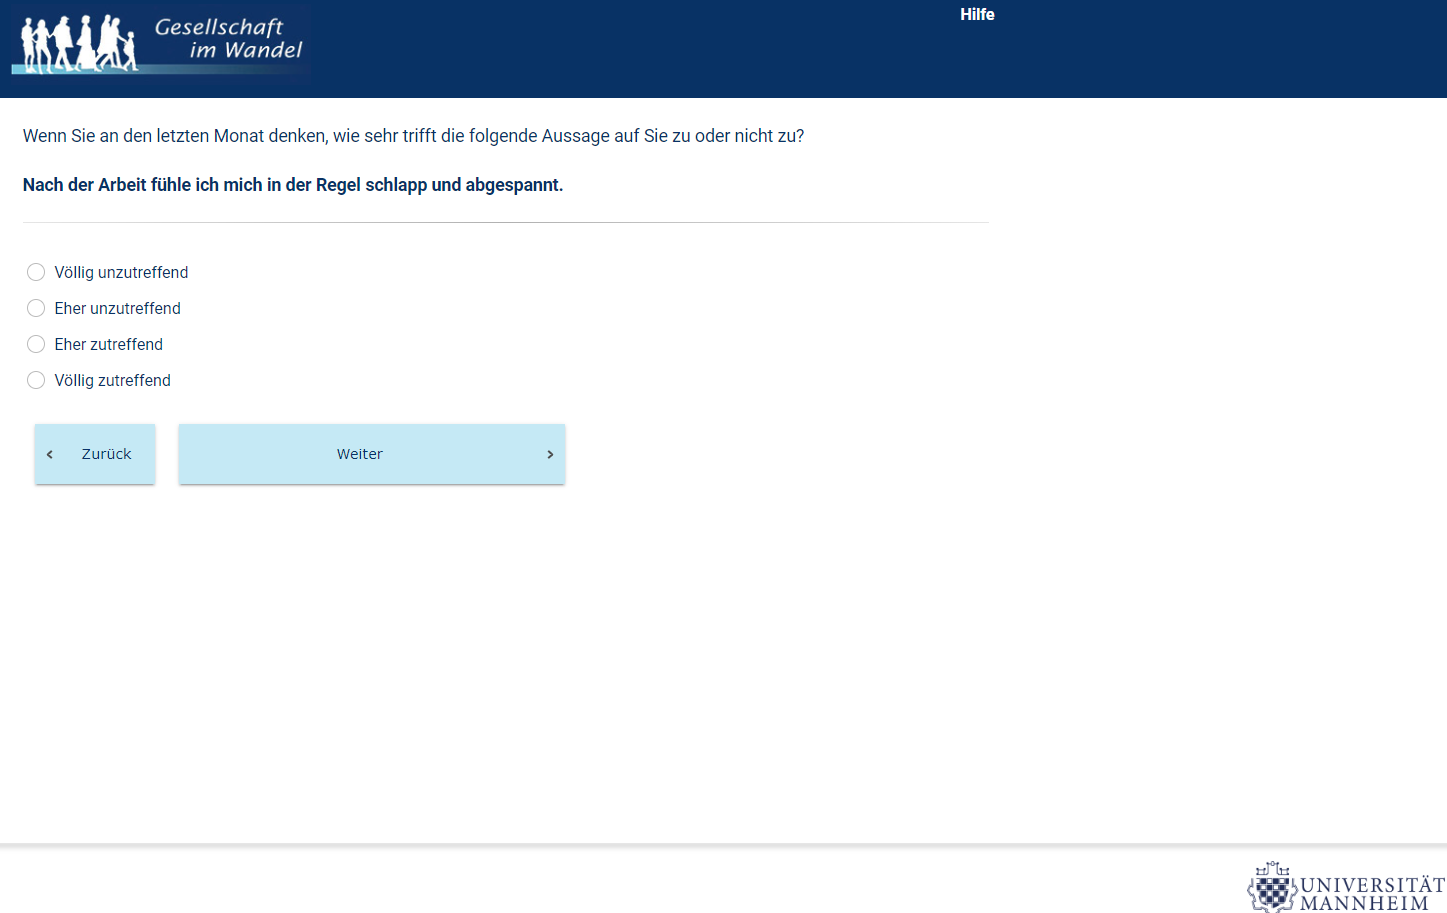 Gesellschaft
im Wandel
Hilfe
Wenn Sie an den letzten Monat denken, wie sehr trifft die folgende Aussage auf Sie zu oder nicht zu?
Nach der Arbeit fühle ich mich in der Regel schlapp und abgespannt.
Völlig unzutreffend
Eher unzutreffend
Eher zutreffend
Völlig zutreffend
‹ Zurück
Weiter ›
UNIVERSITÄT
MANNHEIM